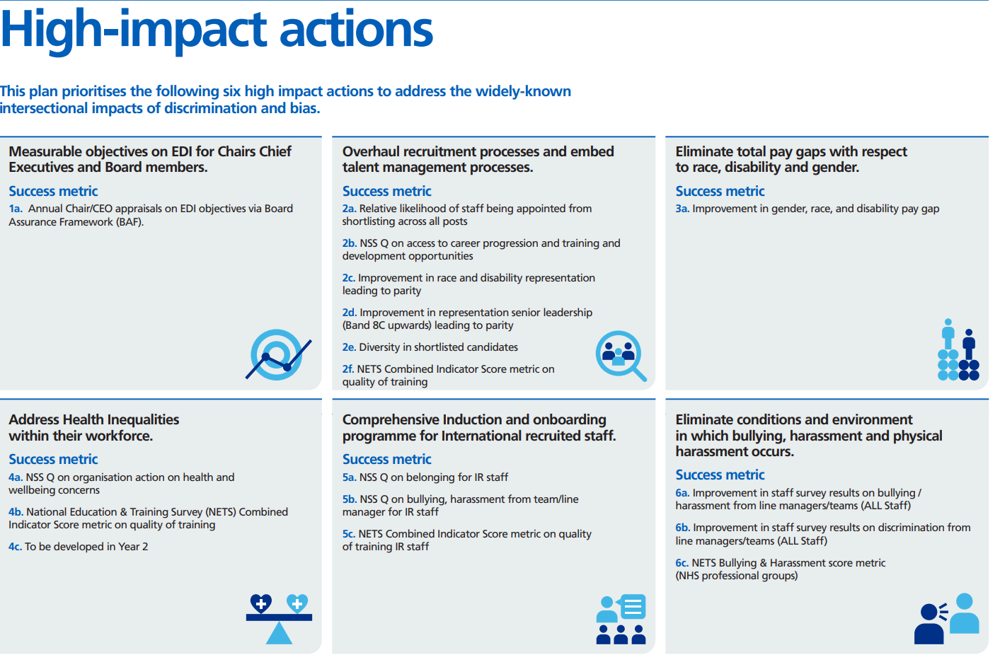 High-impact actions
This plan prioritises the following six high impact actions to address the widely-known
intersectional impacts of discrimination and bias.
Measurable objectives on EDI for Chairs Chief
Executives and Board members.
Success metric
1a. Annual Chair/CEO appraisals on EDI objectives via Board
Assurance Framework (BAF).
Overhaul recruitment processes and embed
talent management processes.
Success metric
2a. Relative likelihood of staff being appointed from
shortlisting across all posts
2b. NSS Q on access to career progression and training and
development opportunities
2c. Improvement in race and disability representation
leading to parity
2d. Improvement in representation senior leadership
(Band 8C upwards) leading to parity
2e. Diversity in shortlisted candidates
2f. NETS Combined Indicator Score metric on
quality of training
Eliminate total pay gaps with respect
to race, disability and gender.
Success metric
3a. Improvement in gender, race, and disability pay gap
Address Health Inequalities
within their workforce.
Success metric
4a. NSS Q on organisation action on health and
wellbeing concerns
4b. National Education & Training Survey (NETS) Combined
Indicator Score metric on quality of training
4c. To be developed in Year 2
Comprehensive Induction and onboarding
programme for International recruited staff.
Success metric
5a. NSS Q on belonging for IR staff
5b. NSS Q on bullying, harassment from team/line
manager for IR staff
5c. NETS Combined Indicator Score metric on quality
of training IR staff
Eliminate conditions and environment
in which bullying, harassment and physical
harassment occurs.
Success metric
6a. Improvement in staff survey results on bullying /
harassment from line managers/teams (ALL Staff)
6b. Improvement in staff survey results on discrimination from
line managers/teams (ALL Staff)
6c. NETS Bullying & Harassment score metric
(NHS professional groups)